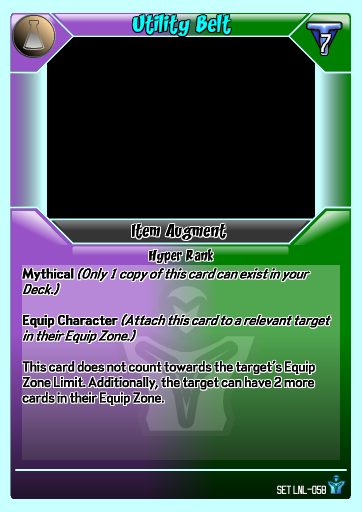 Utility Belt
7
Item Augment
Hyper Rank
Mythical (Only 1 copy of this card can exist in your
Deck.)
Equip Character (Attach this card to a relevant target
in their Equip Zone.)
This card does not count towards the target's Equip
Zone Limit. Additionally, the target can have 2 more
cards in their Equip Zone.
SET LNL-058